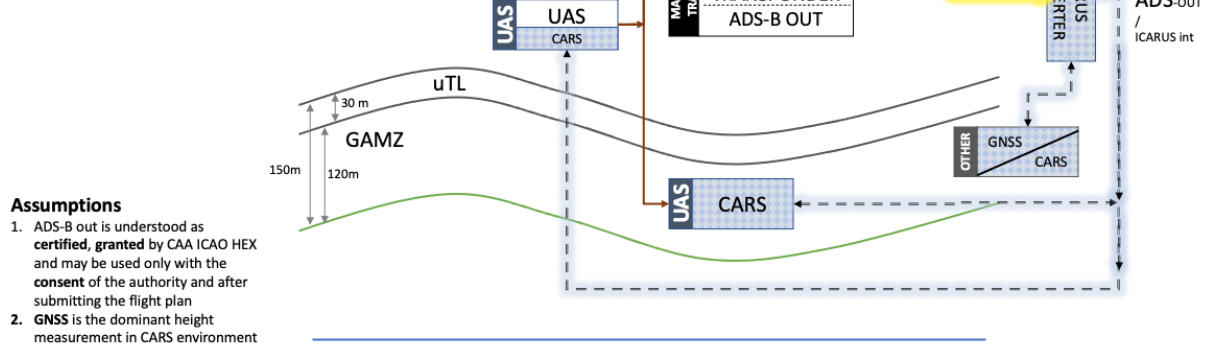 UAS
UAS
CARS
ADS-B OUT
ADS-OUT
/
ICARUS int
uTL
30 m
GAMZ
150m
120m
OTHER
GNSS
CARS
UAS
CARS
Assumptions
1. ADS-B out is understood as
certified, granted by CAA ICAO HEX
and may be used only with the
consent of the authority and after
submitting the flight plan
2. GNSS is the dominant height
measurement in CARS environment